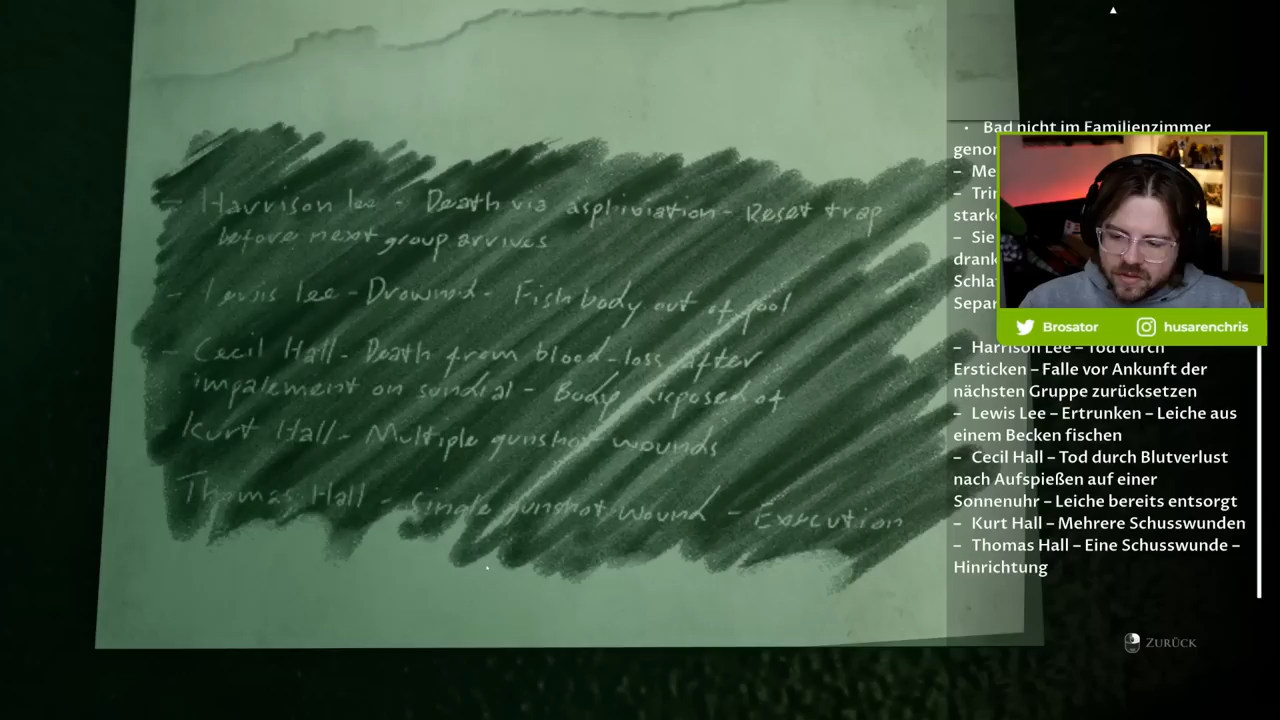 - Harrison Lee - Death via asphixiation - Reset trap
before next group arrives
- Lewis Lee - Drowned - Fish body out of pool
- Cecil Hall - Death from blood-loss after
impalement on sundial - Body disposed of
- Kurt Hall - Multiple gunshot wounds
Thomas Hall - Single gunshot wound - Execution
• Bad nicht im Familienzimmer
– Sie
– Harrison Lee – Tod durch
Ersticken – Falle vor Ankunft der
nächsten Gruppe zurücksetzen
– Lewis Lee – Ertrunken – Leiche aus
einem Becken fischen
– Cecil Hall – Tod durch Blutverlust
nach Aufspießen auf einer
Sonnenuhr – Leiche bereits entsorgt
– Kurt Hall – Mehrere Schusswunden
– Thomas Hall – Eine Schusswunde –
Hinrichtung
Brosator
husarenchris
ZURÜCK